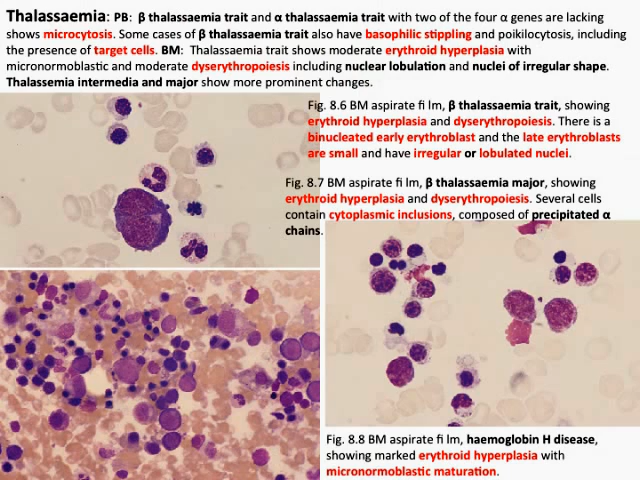 Thalassaemia: PB: β thalassaemia trait and α thalassaemia trait with two of the four α genes are lacking
shows microcytosis. Some cases of β thalassaemia trait also have basophilic stippling and poikilocytosis, including
the presence of target cells. BM: Thalassaemia trait shows moderate erythroid hyperplasia with
micronormoblastic and moderate dyserythropoiesis including nuclear lobulation and nuclei of irregular shape.
Thalassemia intermedia and major show more prominent changes.
Fig. 8.6 BM aspirate fi lm, β thalassaemia trait, showing
erythroid hyperplasia and dyserythropoiesis. There is a
binucleated early erythroblast and the late erythroblasts
are small and have irregular or lobulated nuclei.
Fig. 8.7 BM aspirate fi lm, β thalassaemia major, showing
erythroid hyperplasia and dyserythropoiesis. Several cells
contain cytoplasmic inclusions, composed of precipitated α
chains.
Fig. 8.8 BM aspirate fi lm, haemoglobin H disease,
showing marked erythroid hyperplasia with
micronormoblastic maturation.